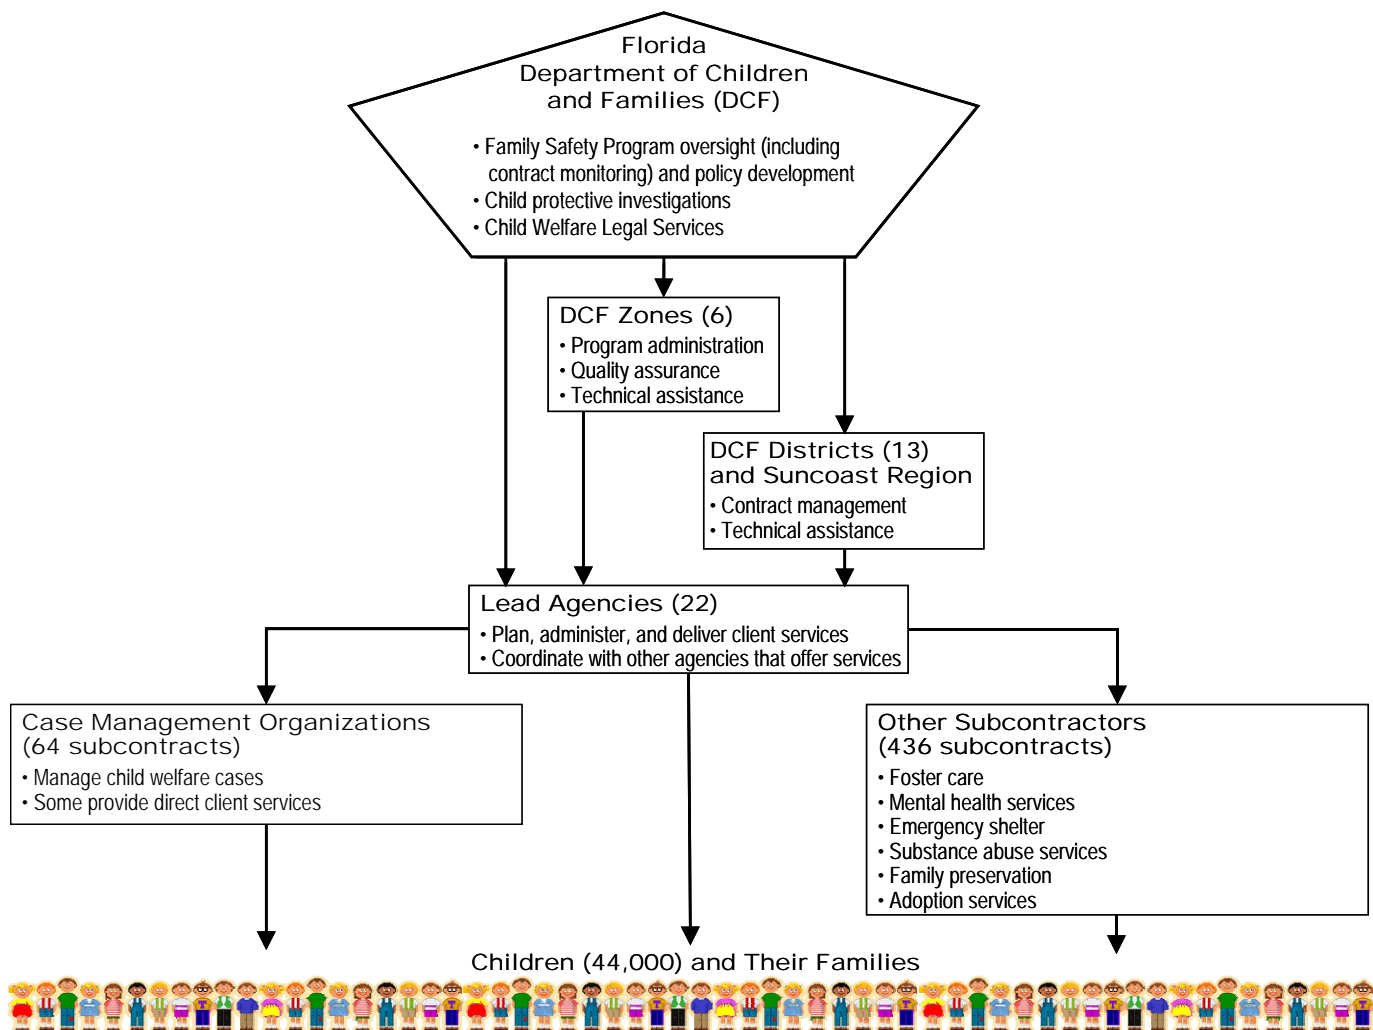 Florida
Department of Children
and Families (DCF)
• Family Safety Program oversight (including
contract monitoring) and policy development
• Child protective investigations
• Child Welfare Legal Services
DCF Zones (6)
• Program administration
• Quality assurance
• Technical assistance
DCF Districts (13)
and Suncoast Region
• Contract management
• Technical assistance
Lead Agencies (22)
• Plan, administer, and deliver client services
• Coordinate with other agencies that offer services
Case Management Organizations
(64 subcontracts)
• Manage child welfare cases
• Some provide direct client services
Other Subcontractors
(436 subcontracts)
• Foster care
• Mental health services
• Emergency shelter
• Substance abuse services
• Family preservation
• Adoption services
Children (44,000) and Their Families